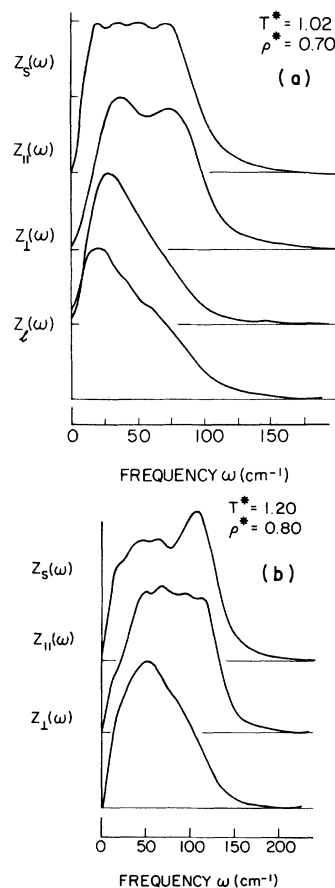 T* = 1.02
ρ* = 0.70
(a)
Zs(ω)
Z||(ω)
Z⊥(ω)
Zℓ(ω)
0 50 100 150
FREQUENCY ω (cm⁻¹)
T* = 1.20
ρ* = 0.80
(b)
Zs(ω)
Z||(ω)
Z⊥(ω)
0 50 100 150 200
FREQUENCY ω (cm⁻¹)